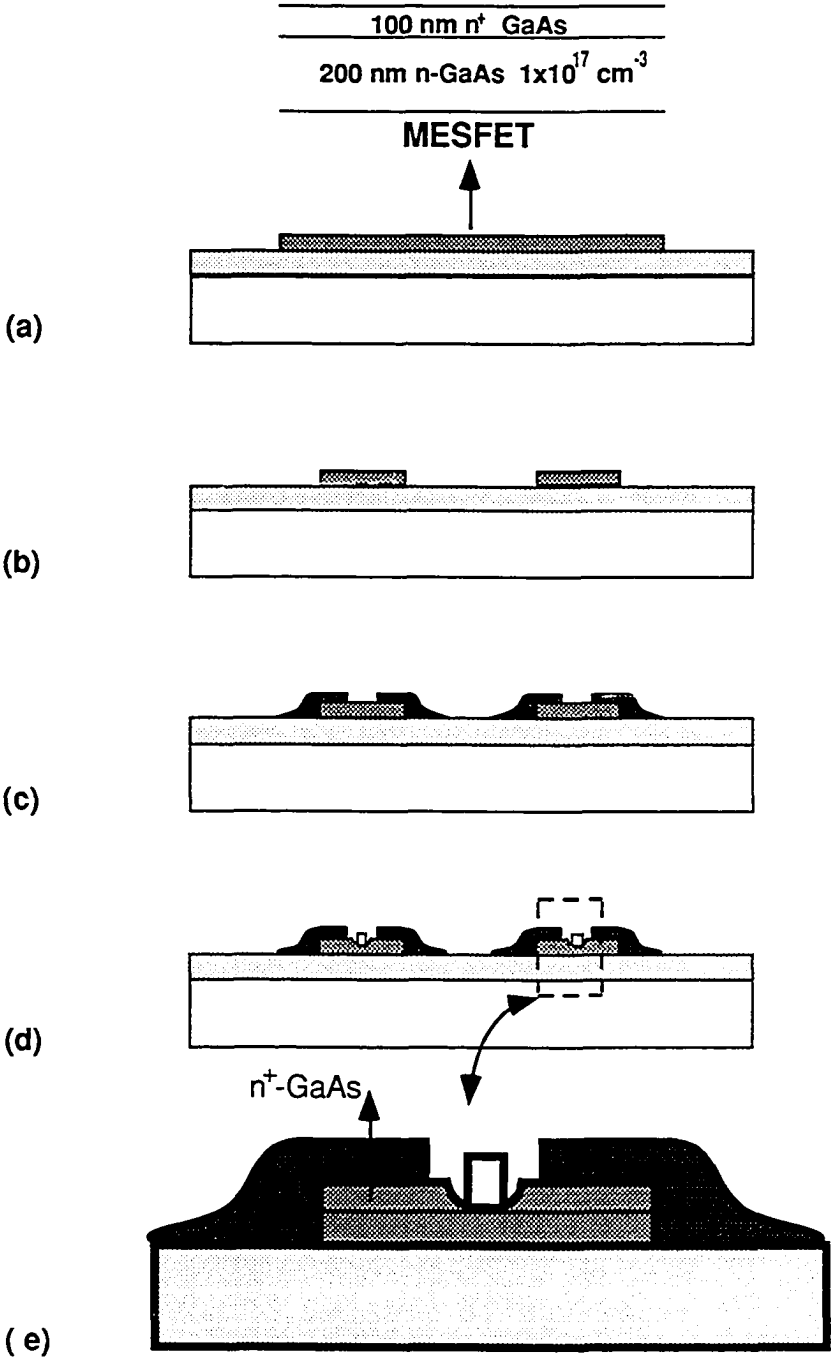 100 nm n⁺ GaAs
200 nm n-GaAs 1x10¹⁷ cm⁻³
MESFET
(a)
(b)
(c)
(d)
n⁺-GaAs
( e)